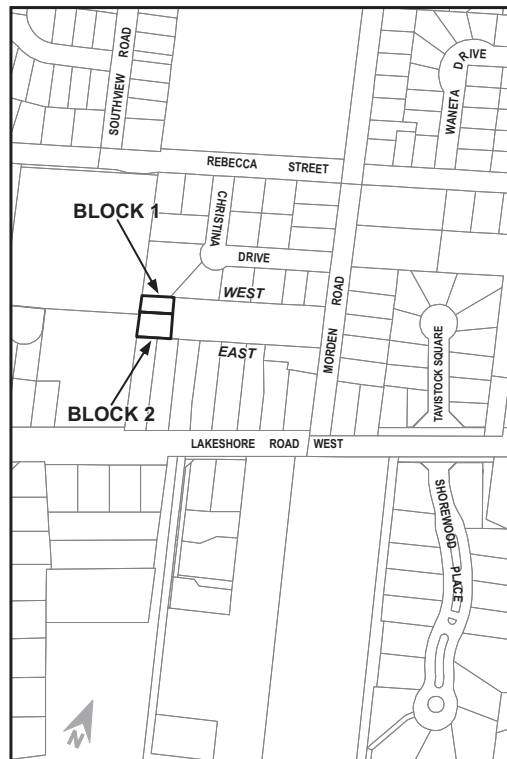 SOUTHVIEW ROAD
WANETA DRIVE
REBECCA STREET
BLOCK 1
CHRISTINA
DRIVE
WEST
MORDEN ROAD
EAST
TAVISTOCK SQUARE
BLOCK 2
LAKESHORE ROAD WEST
SHOREWOOD PLACE
N